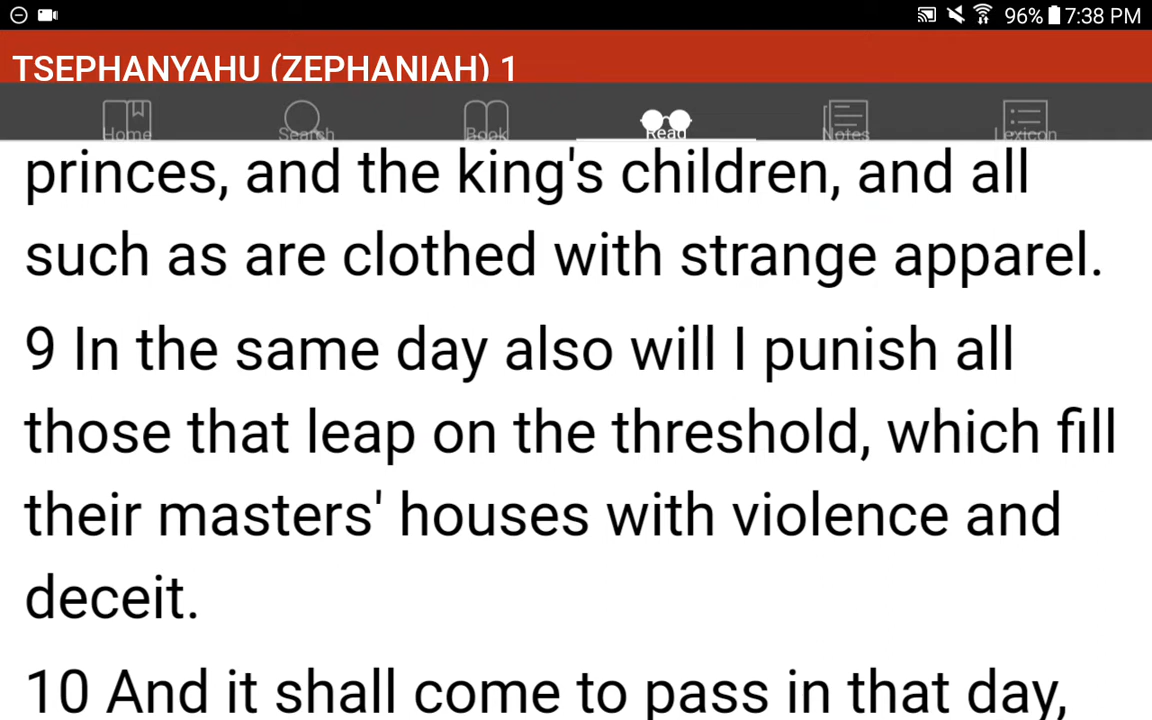 96% 7:38 PM
TSEPHANYAHU (ZEPHANIAH) 1
Home Search Book Read Notes Lexicon
princes, and the king's children, and all
such as are clothed with strange apparel.
9 In the same day also will I punish all
those that leap on the threshold, which fill
their masters' houses with violence and
deceit.
10 And it shall come to pass in that day,